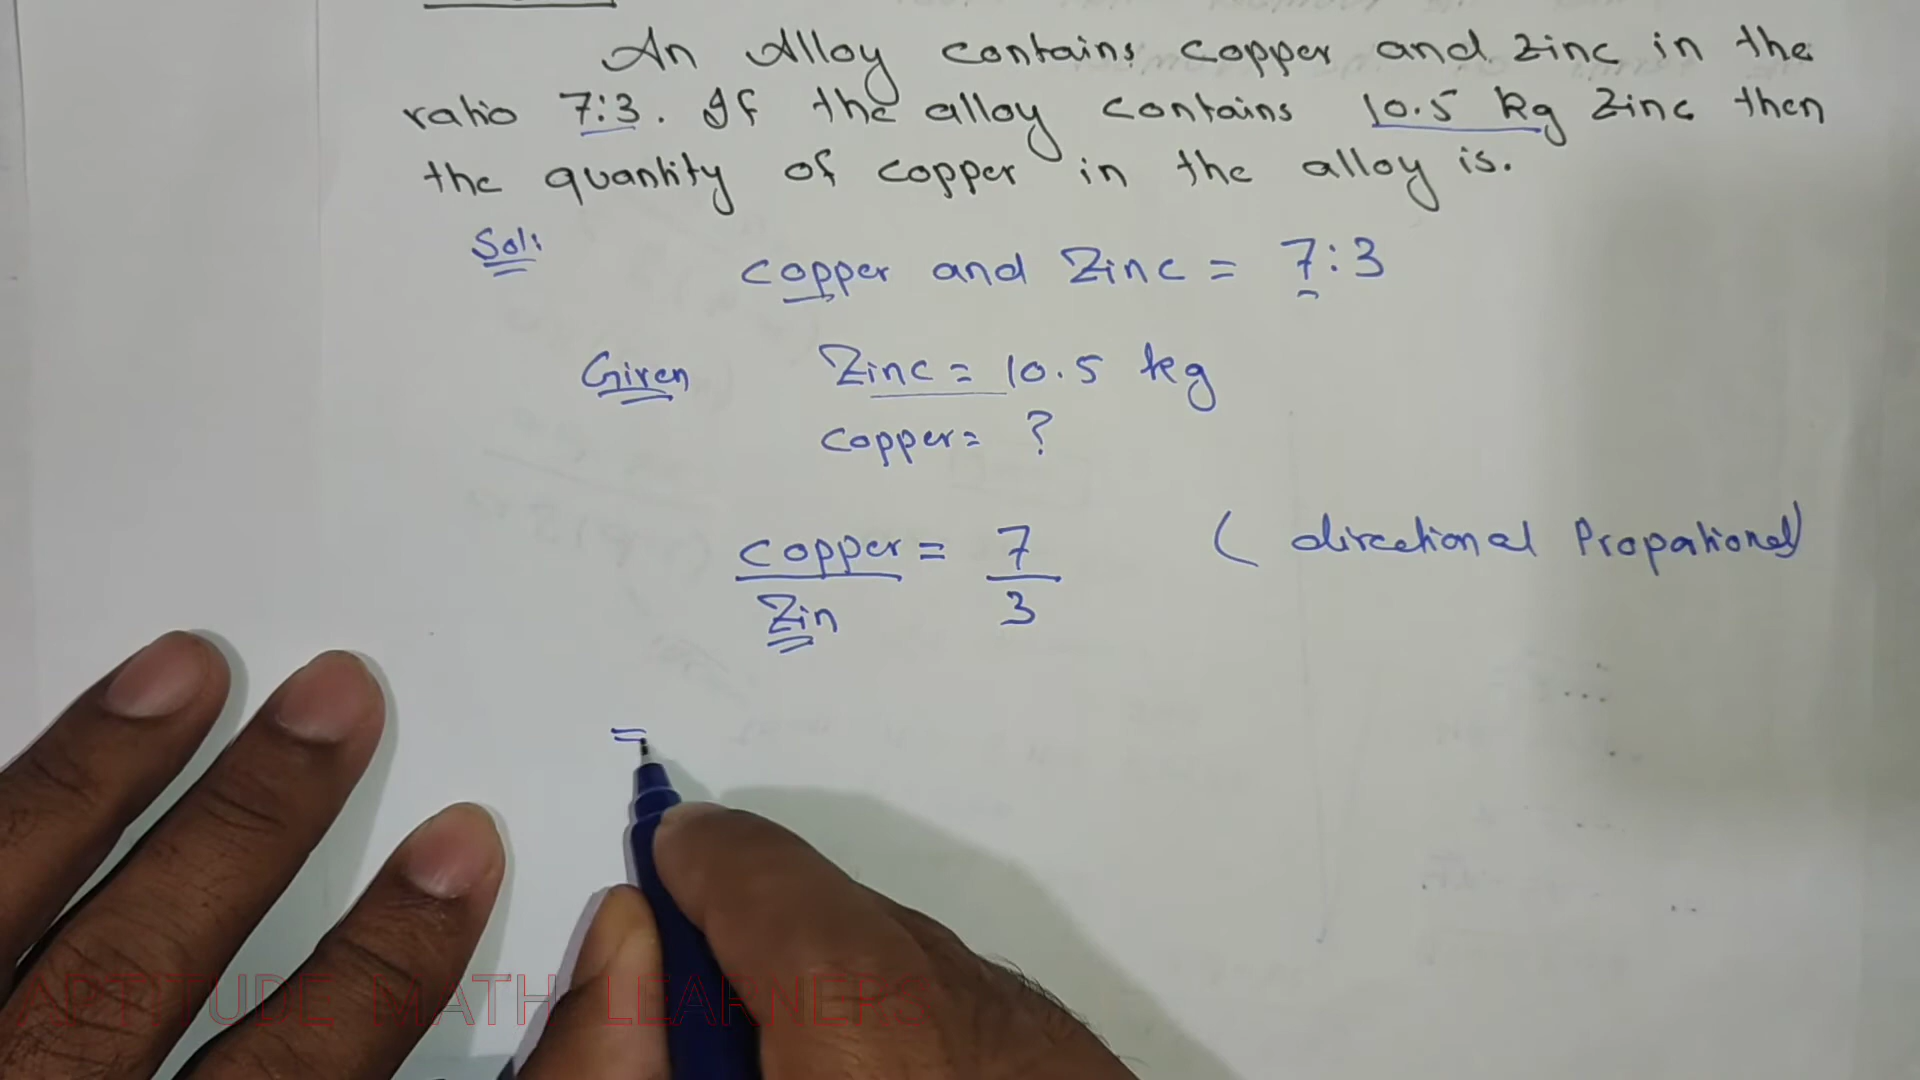 An Alloy contains copper and Zinc in the
ratio 7:3. If the alloy contains 10.5 kg Zinc then
the quantity of copper in the alloy is.
Sol:
copper and Zinc = 7:3
Given Zinc = 10.5 kg
copper = ?
copper = 7 ( directional Propational)
Zin 3
=
APTITUDE MATH LEARNERS